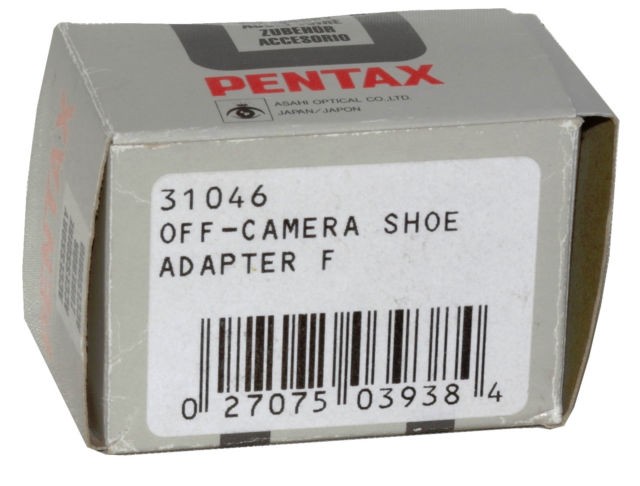 ZUBEHÖR
ACCESORIO
PENTAX
ASAHI OPTICAL CO.,LTD.
JAPAN/JAPON
31046
OFF-CAMERA SHOE
ADAPTER F
0 27075 03938 4